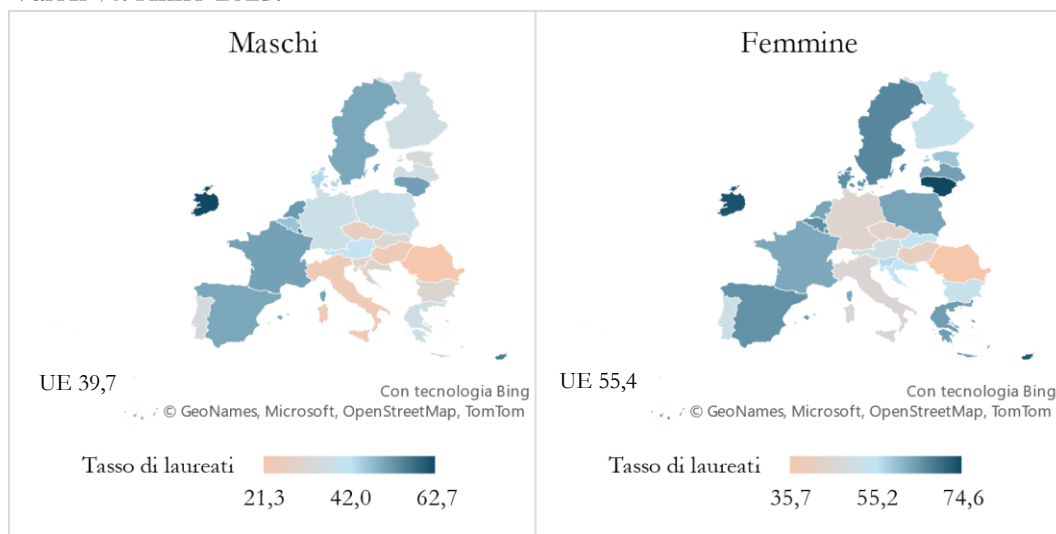 Maschi
UE 39,7
Con tecnologia Bing
© GeoNames, Microsoft, OpenStreetMap, TomTom
Tasso di laureati
21,3 42,0 62,7
Femmine
UE 55,4
Con tecnologia Bing
© GeoNames, Microsoft, OpenStreetMap, TomTom
Tasso di laureati
35,7 55,2 74,6